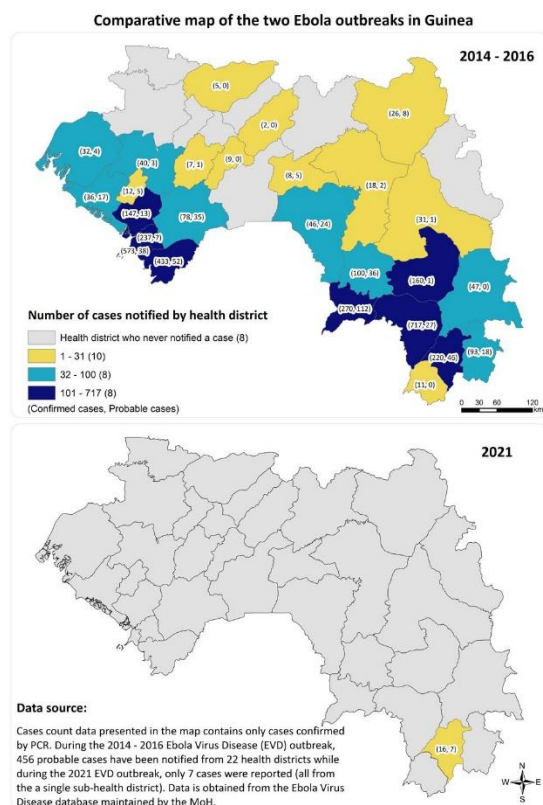 Comparative map of the two Ebola outbreaks in Guinea
2014 - 2016
(5, 0)
(26, 8)
(2, 0)
(32, 4)
(40, 3)
(7, 1)
(9, 0)
(8, 5)
(18, 2)
(36, 17)
(12, 5)
(147, 13)
(78, 35)
(46, 24)
(31, 1)
(237, 7)
(573, 38)
(433, 52)
(100, 36)
(160, 1)
(47, 0)
(270, 112)
(717, 27)
(220, 46)
(93, 18)
(11, 0)
Number of cases notified by health district
Health district who never notified a case (8)
1 - 31 (10)
32 - 100 (8)
101 - 717 (8)
(Confirmed cases, Probable cases)
0 30 60 120
km
2021
(16, 7)
Data source:
Cases count data presented in the map contains only cases confirmed
by PCR. During the 2014 - 2016 Ebola Virus Disease (EVD) outbreak,
456 probable cases have been notified from 22 health districts while
during the 2021 EVD outbreak, only 7 cases were reported (all from
the a single sub-health district). Data is obtained from the Ebola Virus
Disease database maintained by the MoH.
N
W E
S